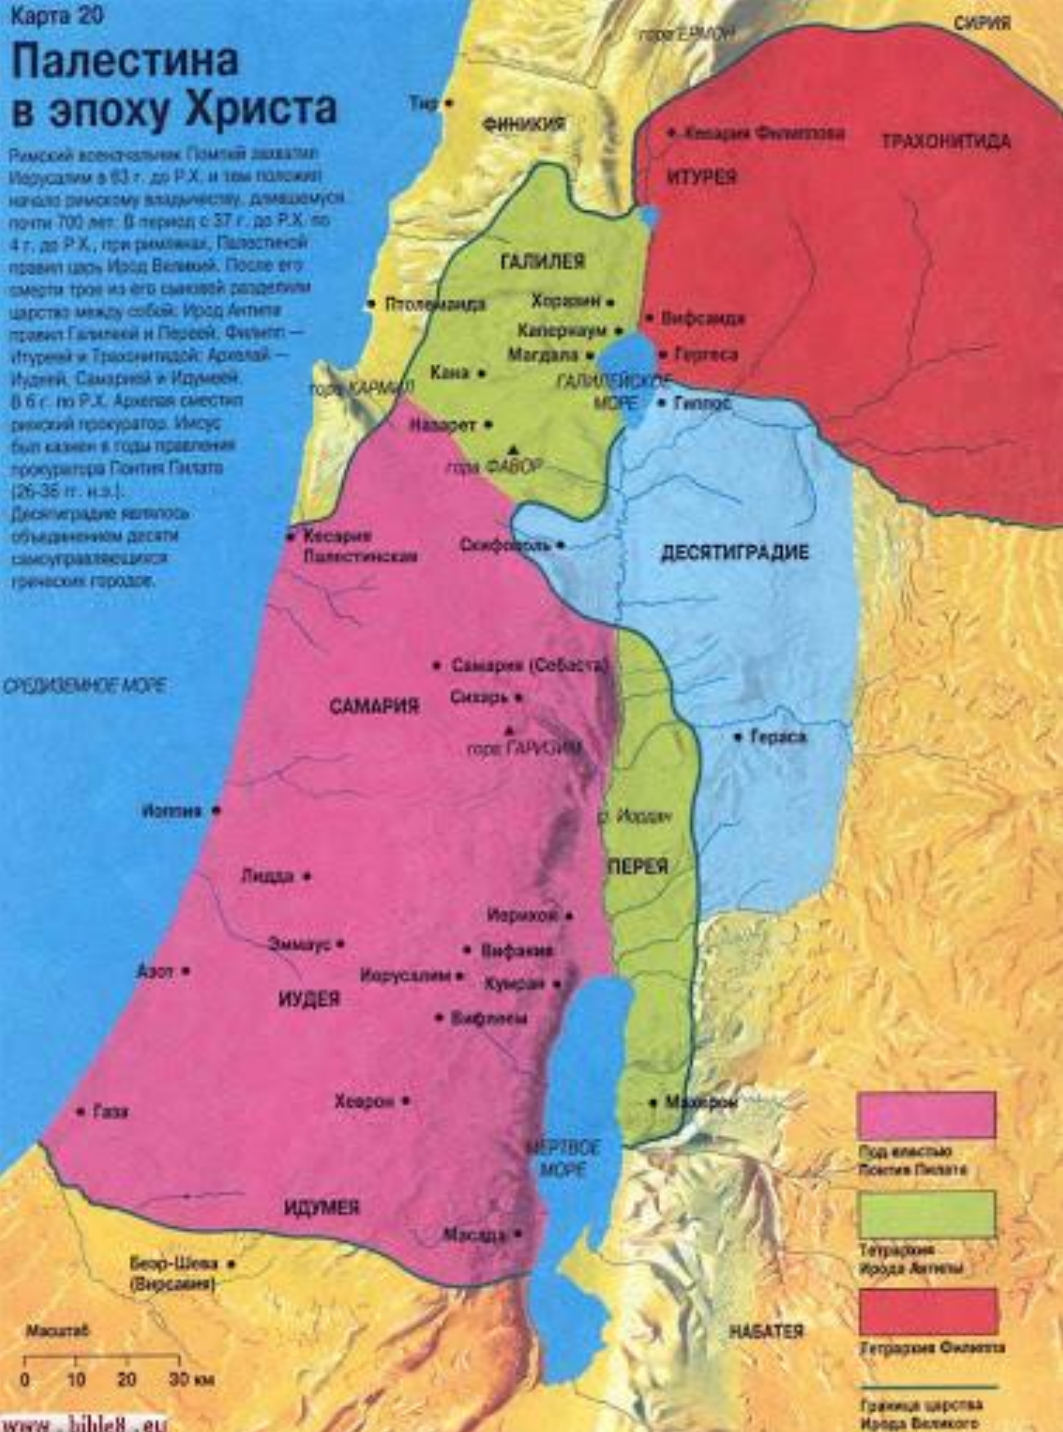 Карта 20
Палестина
в эпоху Христа
Римский военачальник Помпей захватил
Иерусалим в 63 г. до Р.Х. и тем положил
начало римскому владычеству, длившемуся
почти 700 лет. В период с 37 г. до Р.Х. по
4 г. до Р.Х., при римлянах, Палестиной
правил царь Ирод Великий. После его
смерти трое из его сыновей разделили
царство между собой: Ирод Антипа
правил Галилеей и Переей, Филипп —
Итуреей и Трахонитидой; Архелай —
Иудеей, Самарией и Идумеей.
В 6 г. по Р.Х. Архелая сместил
римский прокуратор. Иисус
был казнен в годы правления
прокуратора Понтия Пилата
(26-36 гг. н.э.).
Десятиградие являлось
объединением десяти
самоуправляющихся
греческих городов.
СИРИЯ
гора ЕРМОН
Тир
ФИНИКИЯ
Кесария Филиппова
ТРАХОНИТИДА
ИТУРЕЯ
ГАЛИЛЕЯ
Птолемаида
Хоразин
Капернаум
Вифсаида
Магдала
Гергеса
Кана
ГАЛИЛЕЙСКОЕ
МОРЕ
гора КАРМИЛ
Гиппос
Назарет
гора ФАВОР
Кесария
Палестинская
Скифополь
ДЕСЯТИГРАДИЕ
Самария (Себаста)
СРЕДИЗЕМНОЕ МОРЕ
Сихарь
САМАРИЯ
гора ГАРИЗИМ
Гераса
Иоппия
р. Иордан
ПЕРЕЯ
Лидда
Иерихон
Эммаус
Вифания
Азот
Иерусалим
Кумран
ИУДЕЯ
Вифлеем
Газа
Хеврон
Махерон
МЕРТВОЕ
МОРЕ
ИДУМЕЯ
Масада
Беэр-Шева
(Вирсавия)
НАБАТЕЯ
Под властью
Понтия Пилата
Тетрархия
Ирода Антипы
Тетрархия Филиппа
Граница царства
Ирода Великого
Масштаб
0 10 20 30 км
www.bible8.eu